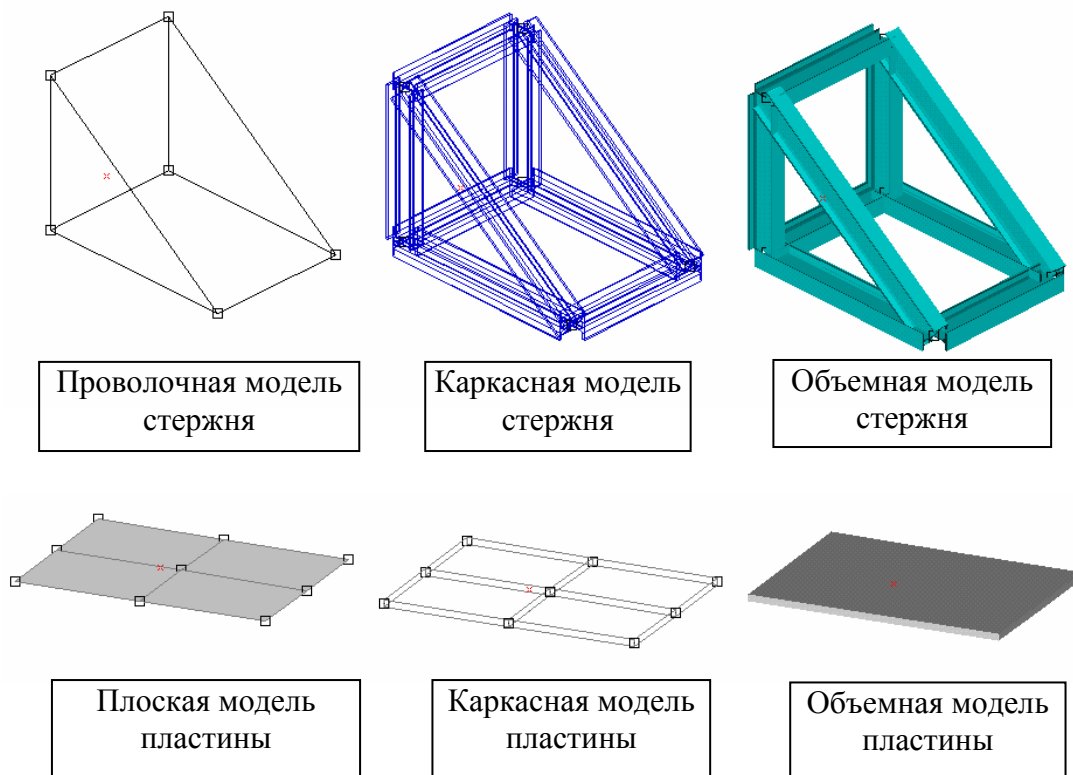 Проволочная модель
стержня
Каркасная модель
стержня
Объемная модель
стержня
Плоская модель
пластины
Каркасная модель
пластины
Объемная модель
пластины